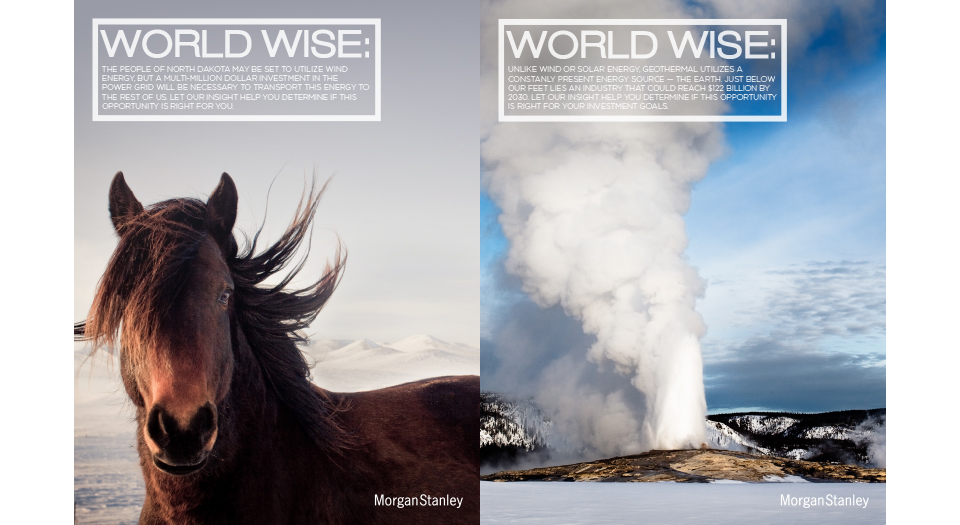 WORLD WISE:
THE PEOPLE OF NORTH DAKOTA MAY BE SET TO UTILIZE WIND
ENERGY, BUT A MULTI-MILLION DOLLAR INVESTMENT IN THE
POWER GRID WILL BE NECESSARY TO TRANSPORT THIS ENERGY TO
THE REST OF US. LET OUR INSIGHT HELP YOU DETERMINE IF THIS
OPPORTUNITY IS RIGHT FOR YOU.
MorganStanley
WORLD WISE:
UNLIKE WIND OR SOLAR ENERGY, GEOTHERMAL UTILIZES A
CONSTANTLY PRESENT ENERGY SOURCE — THE EARTH. JUST BELOW
OUR FEET LIES AN INDUSTRY THAT COULD REACH $122 BILLION BY
2030. LET OUR INSIGHT HELP YOU DETERMINE IF THIS OPPORTUNITY
IS RIGHT FOR YOUR INVESTMENT GOALS.
MorganStanley